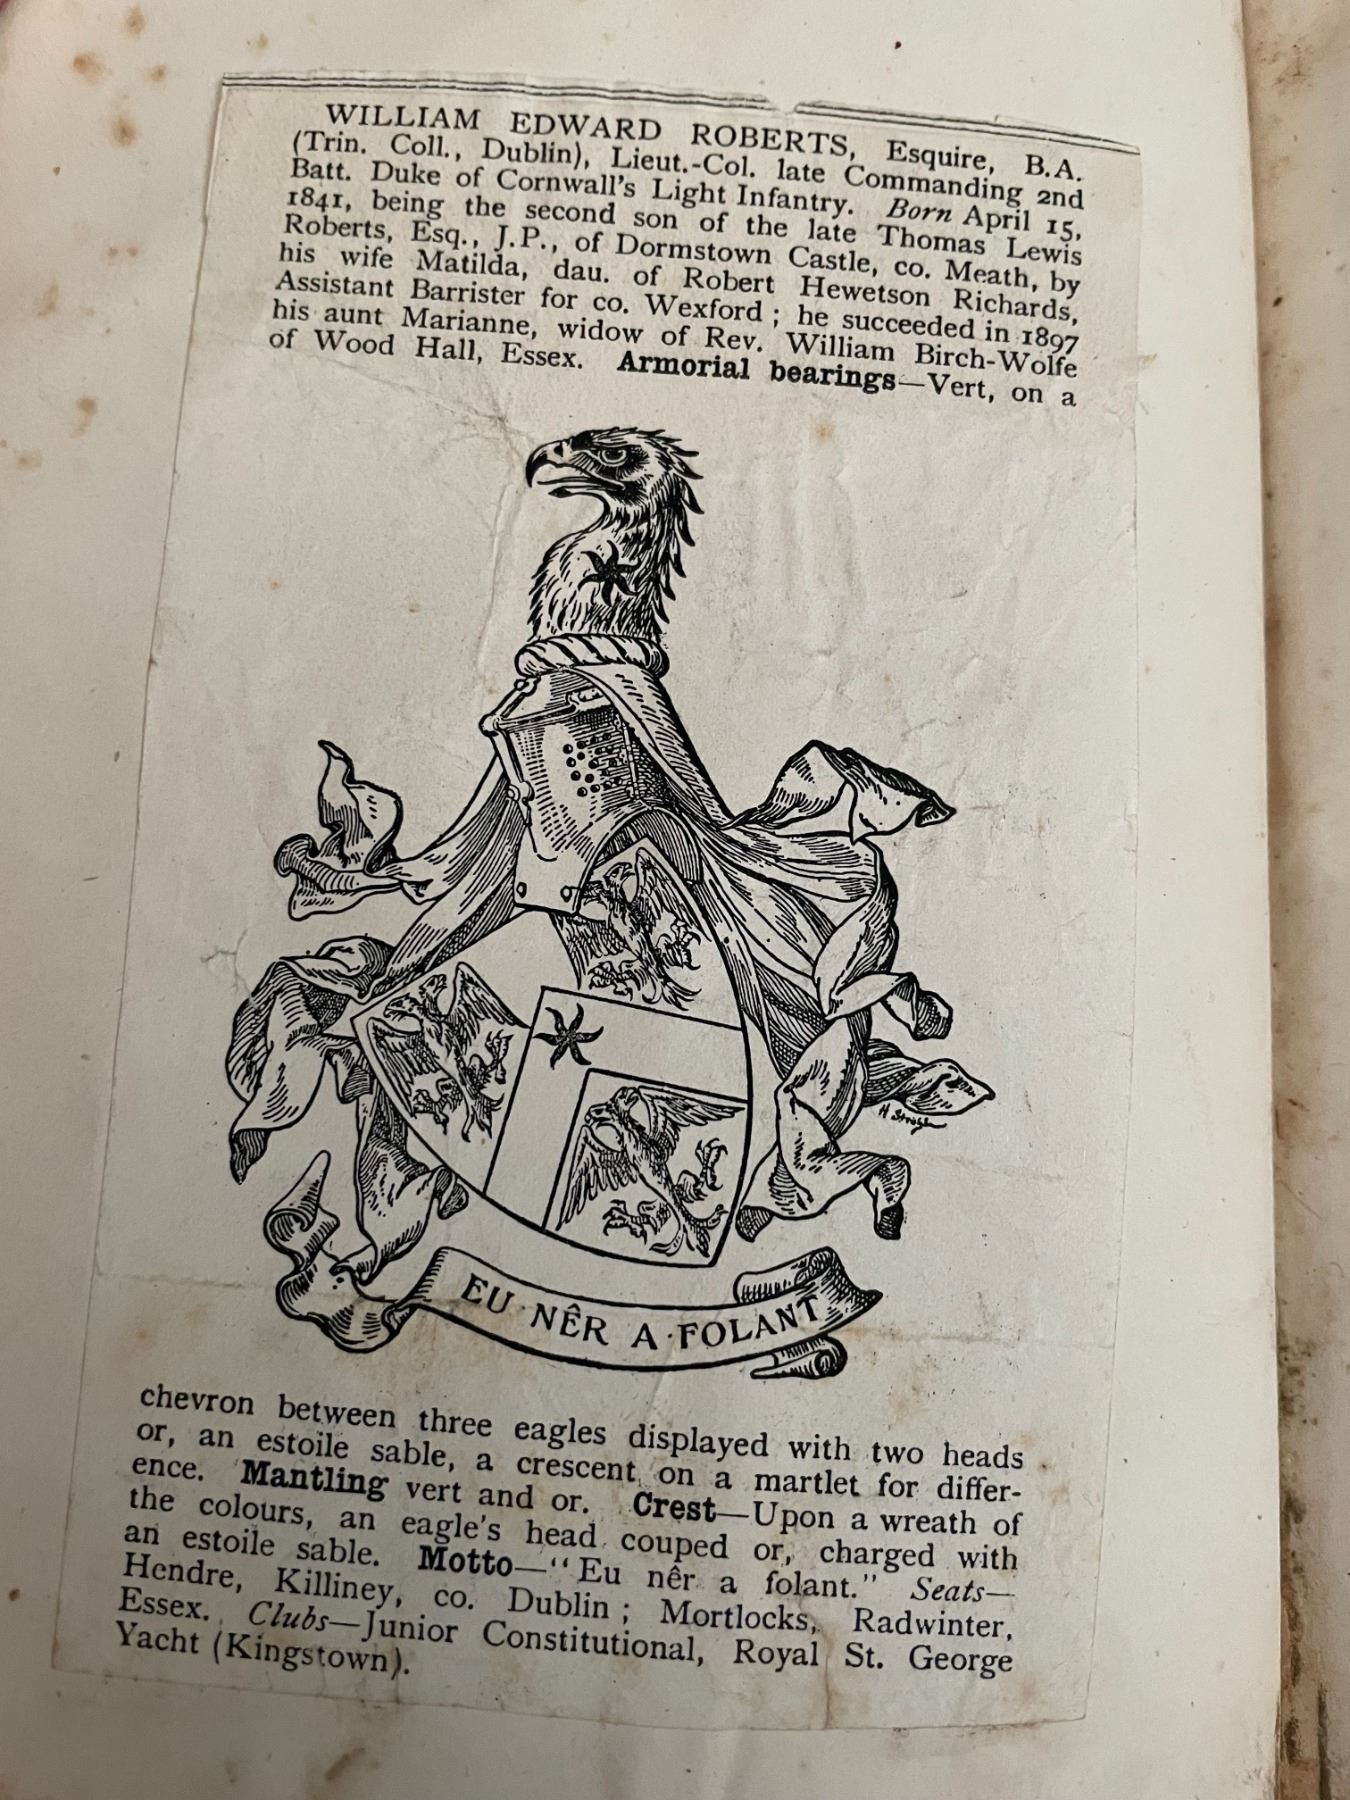 WILLIAM EDWARD ROBERTS, Esquire, B.A.
(Trin. Coll., Dublin), Lieut.-Col. late Commanding 2nd
Batt. Duke of Cornwall's Light Infantry. Born April 15,
1841, being the second son of the late Thomas Lewis
Roberts, Esq., J.P., of Dormstown Castle, co. Meath, by
his wife Matilda, dau. of Robert Hewetson Richards,
Assistant Barrister for co. Wexford; he succeeded in 1897
his aunt Marianne, widow of Rev. William Birch-Wolfe
of Wood Hall, Essex. Armorial bearings—Vert, on a
EU · NÊR A · FOLANT
chevron between three eagles displayed with two heads
or, an estoile sable, a crescent on a martlet for differ-
ence. Mantling vert and or. Crest—Upon a wreath of
the colours, an eagle's head couped or, charged with
an estoile sable. Motto—"Eu nêr a folant." Seats—
Hendre, Killiney, co. Dublin; Mortlocks, Radwinter,
Essex. Clubs—Junior Constitutional, Royal St. George
Yacht (Kingstown).